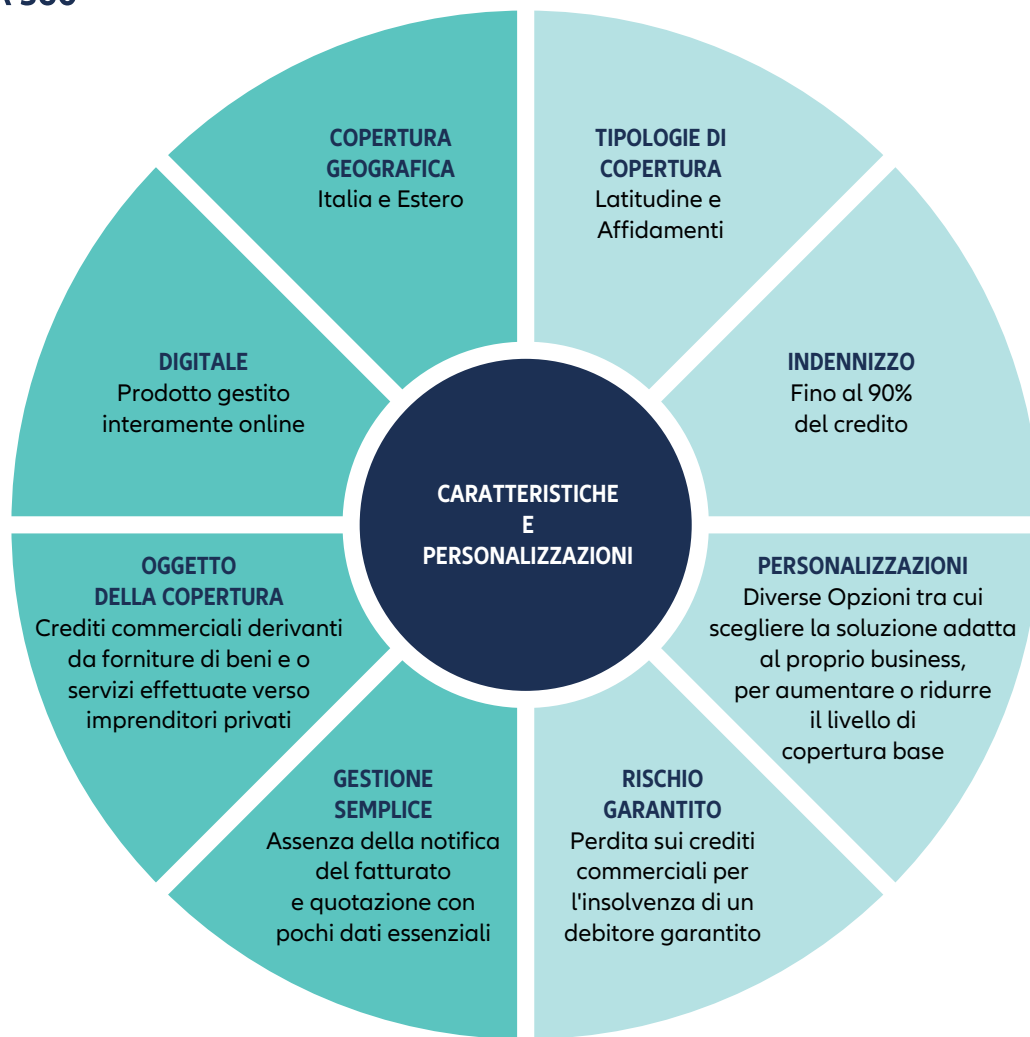 COPERTURA
GEOGRAFICA
Italia e Estero
TIPOLOGIE DI
COPERTURA
Latitudine e
Affidamenti
DIGITALE
Prodotto gestito
interamente online
INDENNIZZO
Fino al 90%
del credito
CARATTERISTICHE
E
PERSONALIZZAZIONI
OGGETTO
DELLA COPERTURA
Crediti commerciali derivanti
da forniture di beni e o
servizi effettuate verso
imprenditori privati
PERSONALIZZAZIONI
Diverse Opzioni tra cui
scegliere la soluzione adatta
al proprio business,
per aumentare o ridurre
il livello di
copertura base
GESTIONE
SEMPLICE
Assenza della notifica
del fatturato
e quotazione con
pochi dati essenziali
RISCHIO
GARANTITO
Perdita sui crediti
commerciali per
l'insolvenza di un
debitore garantito